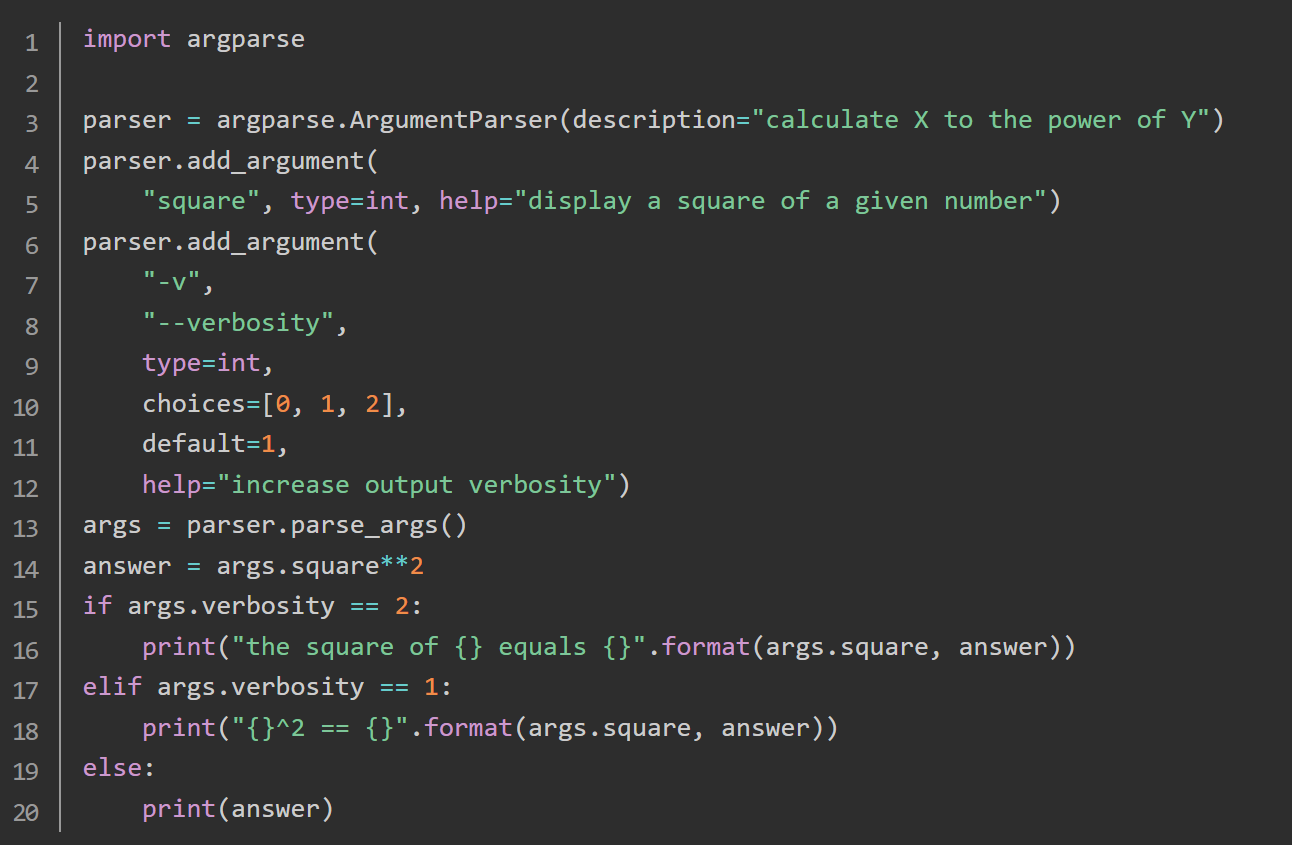 1 import argparse
2
3 parser = argparse.ArgumentParser(description="calculate X to the power of Y")
4 parser.add_argument(
5     "square", type=int, help="display a square of a given number")
6 parser.add_argument(
7     "-v",
8     "--verbosity",
9     type=int,
10     choices=[0, 1, 2],
11     default=1,
12     help="increase output verbosity")
13 args = parser.parse_args()
14 answer = args.square**2
15 if args.verbosity == 2:
16     print("the square of {} equals {}".format(args.square, answer))
17 elif args.verbosity == 1:
18     print("{}^2 == {}".format(args.square, answer))
19 else:
20     print(answer)